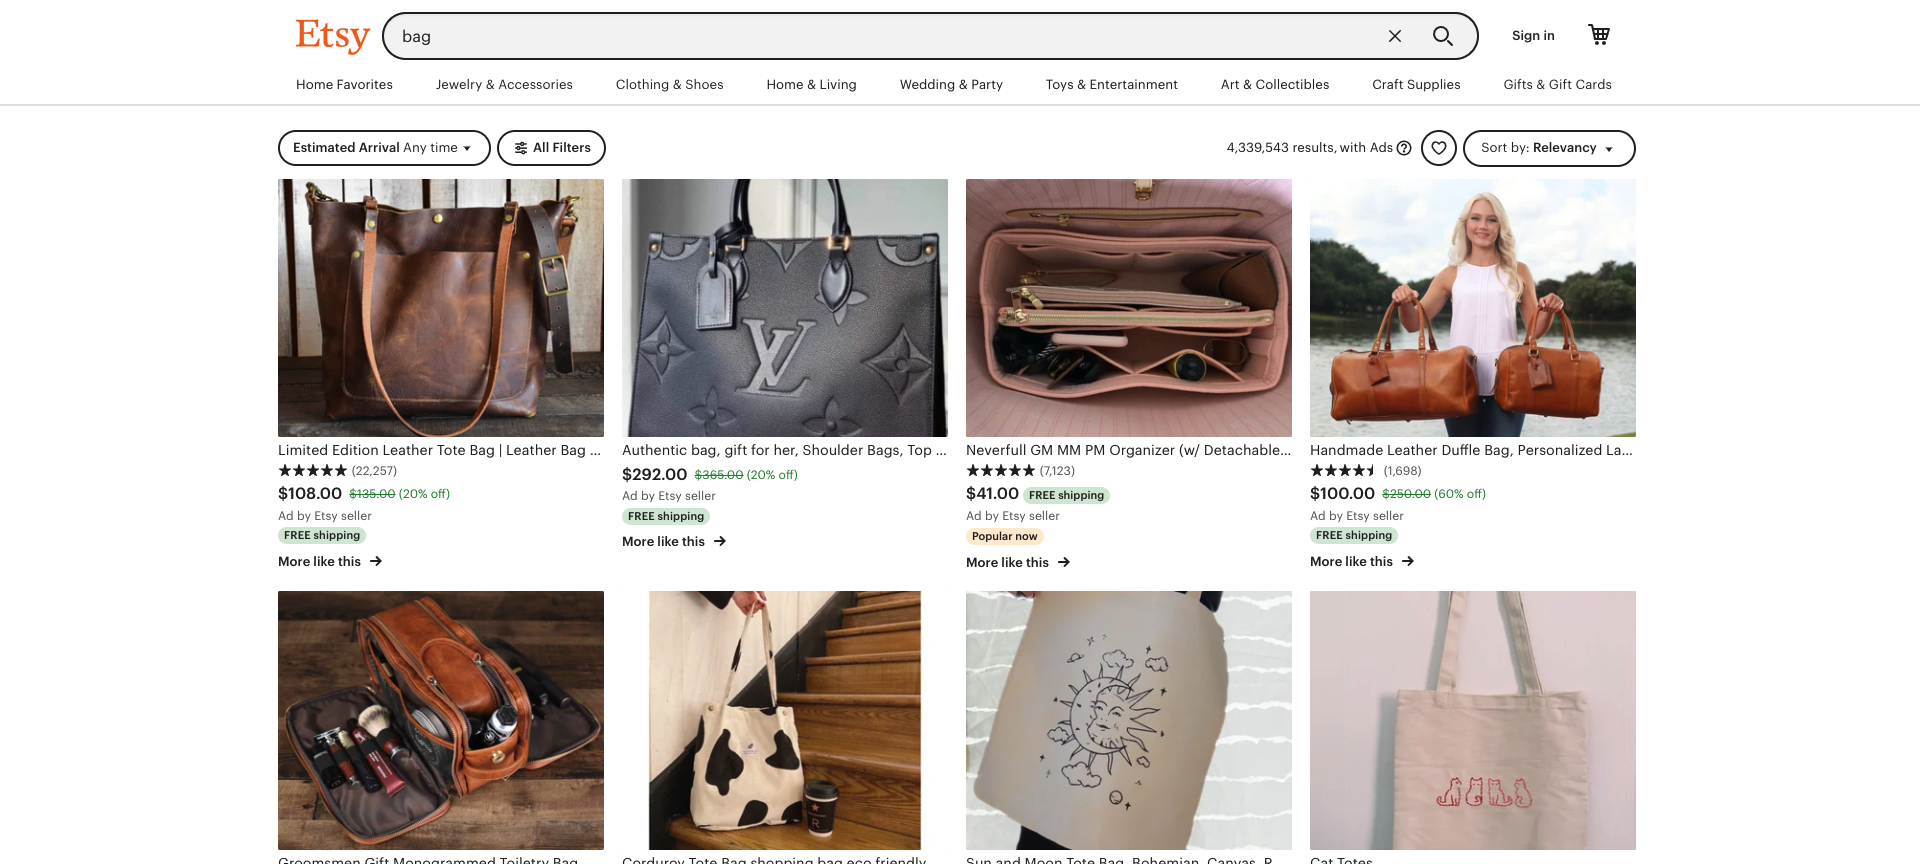 Etsy
bag
Sign in
Home Favorites
Jewelry & Accessories
Clothing & Shoes
Home & Living
Wedding & Party
Toys & Entertainment
Art & Collectibles
Craft Supplies
Gifts & Gift Cards
Estimated Arrival Any time
All Filters
4,339,543 results, with Ads
Sort by: Relevancy
LV
Limited Edition Leather Tote Bag | Leather Bag ...
(22,257)
$108.00 $135.00 (20% off)
Ad by Etsy seller
FREE shipping
More like this
Authentic bag, gift for her, Shoulder Bags, Top ...
$292.00 $365.00 (20% off)
Ad by Etsy seller
FREE shipping
More like this
Neverfull GM MM PM Organizer (w/ Detachable...
(7,123)
$41.00 FREE shipping
Ad by Etsy seller
Popular now
More like this
Handmade Leather Duffle Bag, Personalized La...
(1,698)
$100.00 $250.00 (60% off)
Ad by Etsy seller
FREE shipping
More like this
R
Groomsmen Gift Monogrammed Toiletry Bag
Corduroy Tote Bag shopping bag eco friendly
Sun and Moon Tote Bag, Bohemian, Canvas, R
Cat Totes